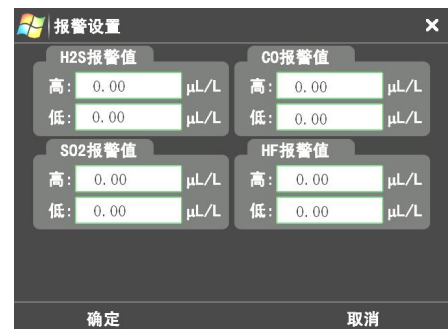 报警设置
H2S报警值 CO报警值
高: 0.00 μL/L 高: 0.00 μL/L
低: 0.00 μL/L 低: 0.00 μL/L
SO2报警值 HF报警值
高: 0.00 μL/L 高: 0.00 μL/L
低: 0.00 μL/L 低: 0.00 μL/L
确定 取消